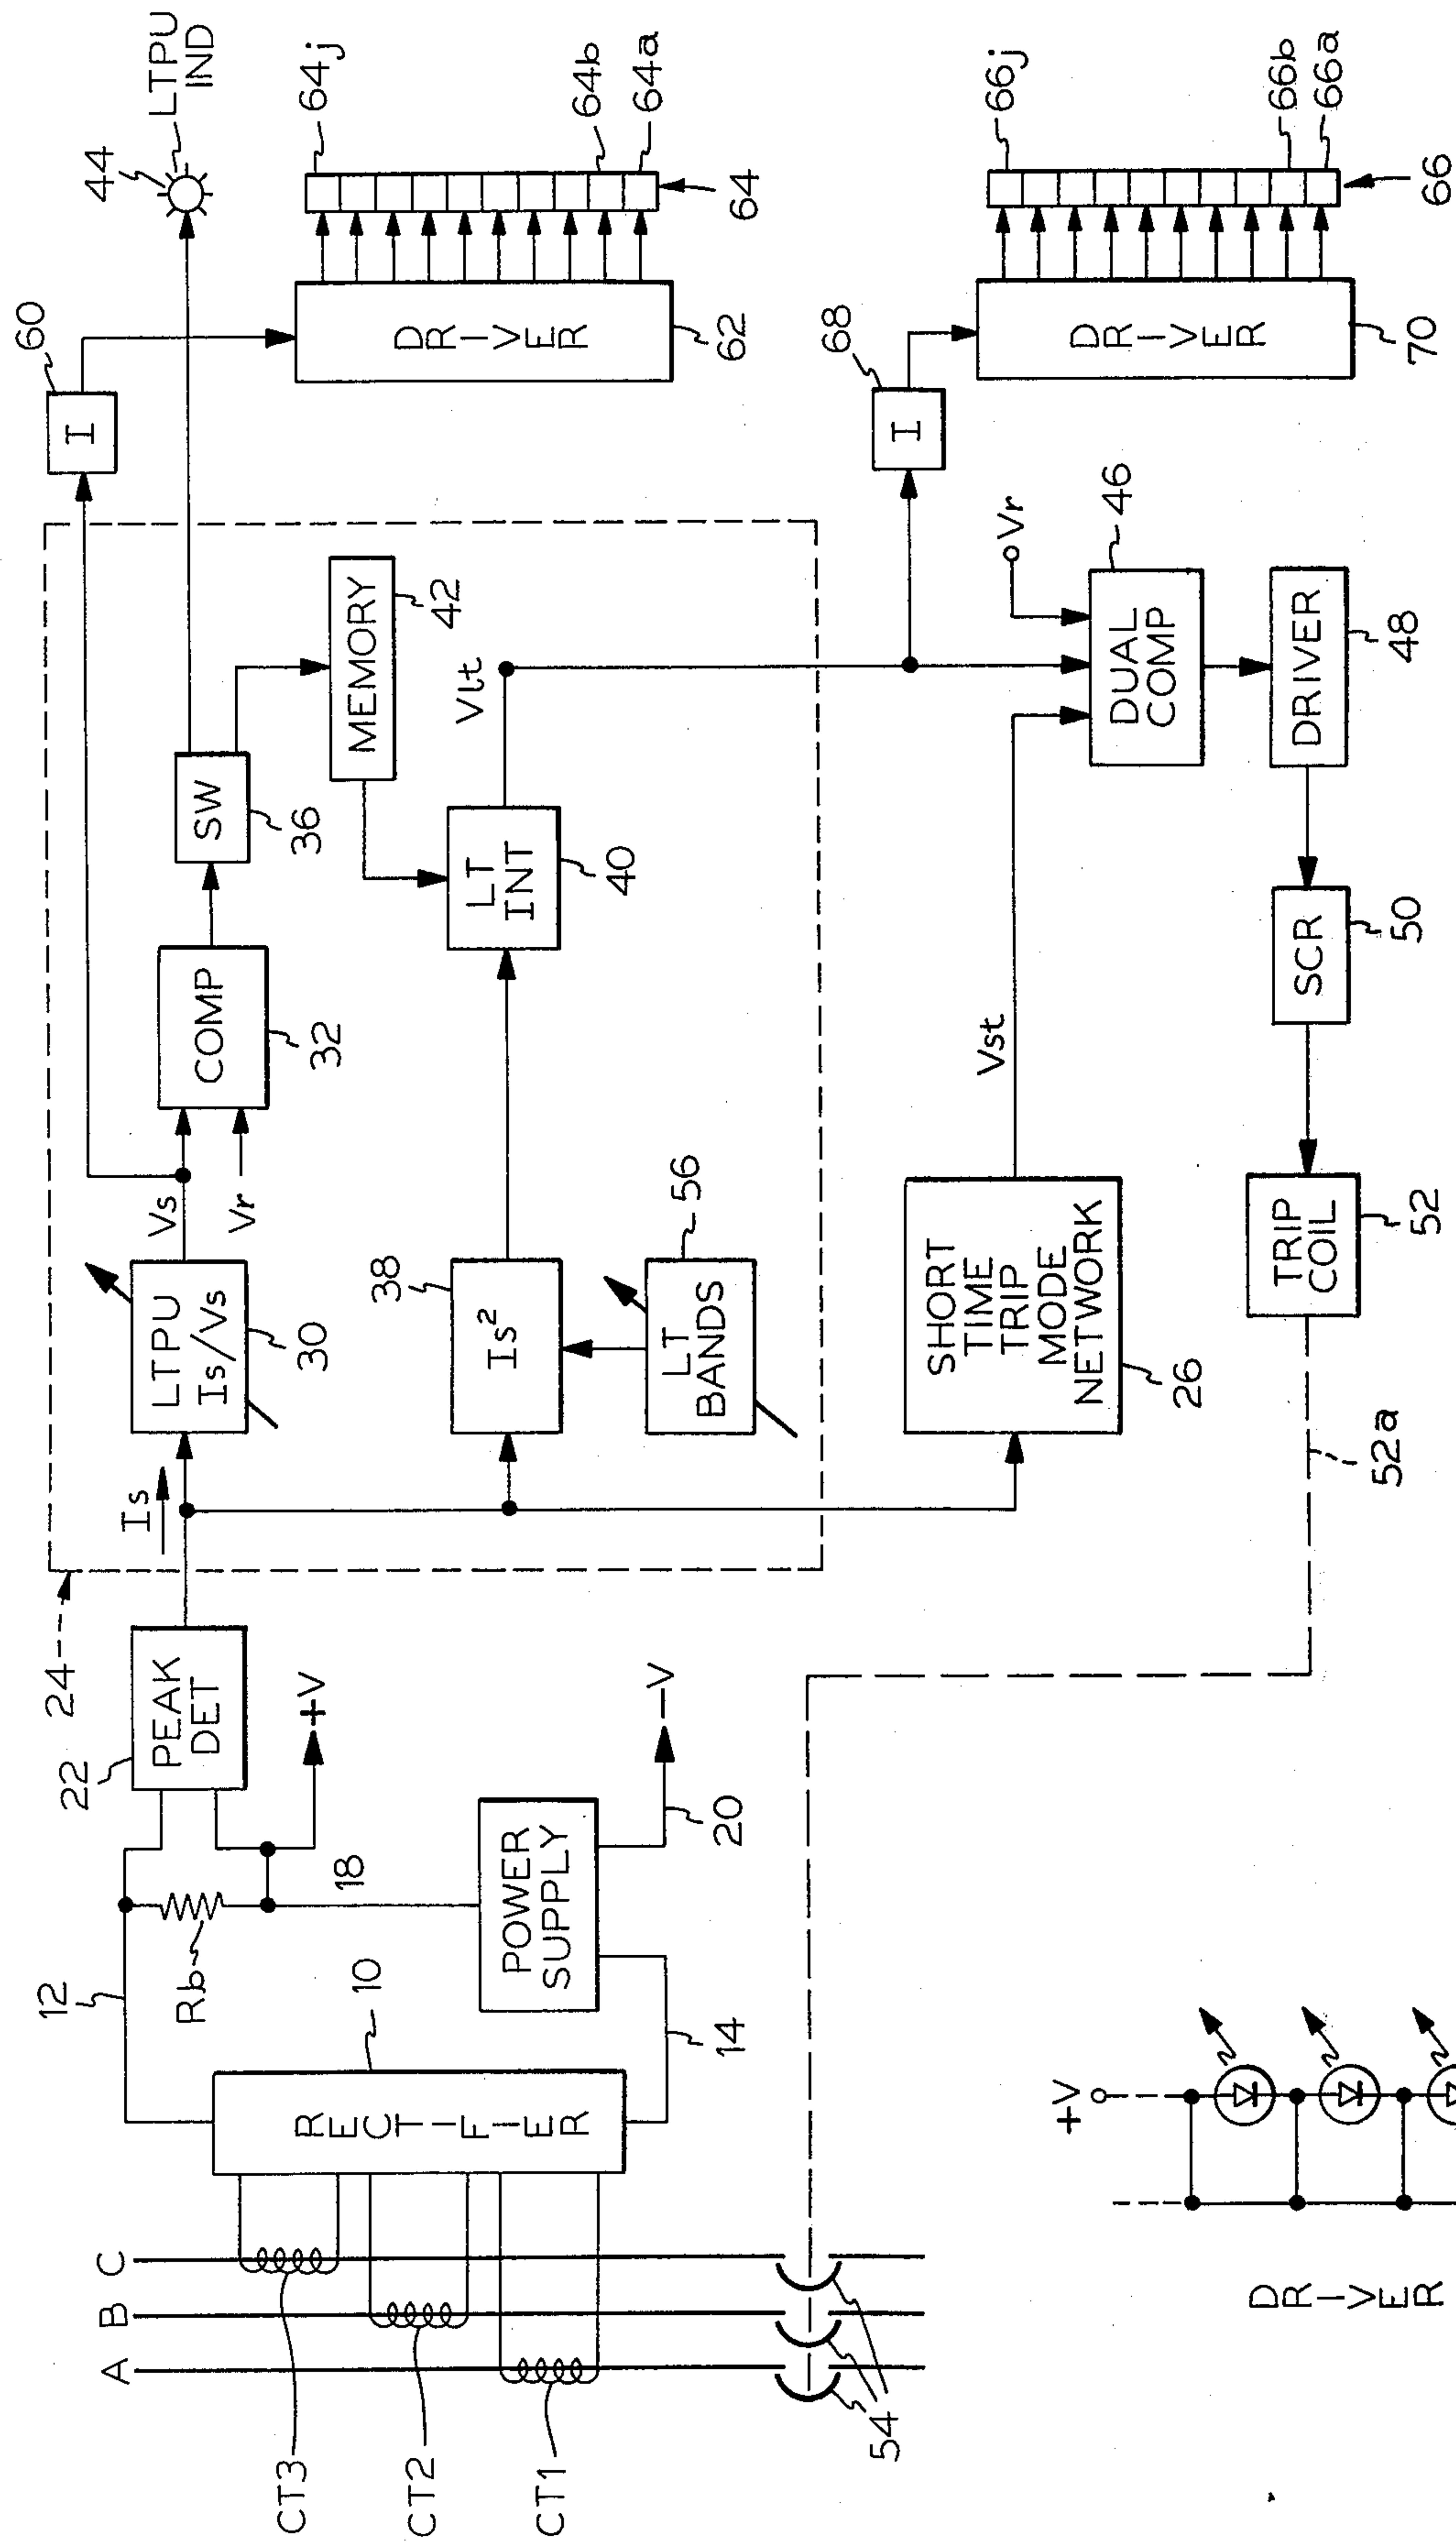 A
B
C
CT3
CT2
CT1
54
RECTIFIER
10
12
14
Rb
18
+V
POWER
SUPPLY
20
-V
22
PEAK
DET
24
Is
LTPU
Is/Vs
30
Vs
Vr
COMP
32
SW
36
MEMORY
42
38
Is²
LT
BANDS
56
LT
INT
40
Vlt
60
I
44
LTPU
IND
DRIVER
62
64j
64b
64a
64
SHORT
TIME
TRIP
MODE
NETWORK
26
Vst
Vr
DUAL
COMP
46
68
I
DRIVER
70
66j
66b
66a
66
DRIVER
48
SCR
50
TRIP
COIL
52
52a
+V
DRIVER